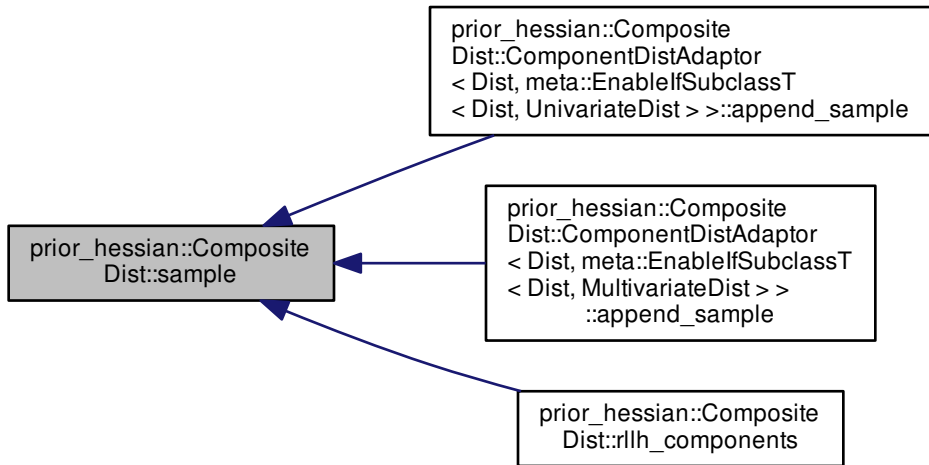 prior_hessian::Composite
Dist::ComponentDistAdaptor
< Dist, meta::EnableIfSubclassT
< Dist, UnivariateDist > >::append_sample
prior_hessian::Composite
Dist::sample
prior_hessian::Composite
Dist::ComponentDistAdaptor
< Dist, meta::EnableIfSubclassT
< Dist, MultivariateDist > >
::append_sample
prior_hessian::Composite
Dist::rllh_components